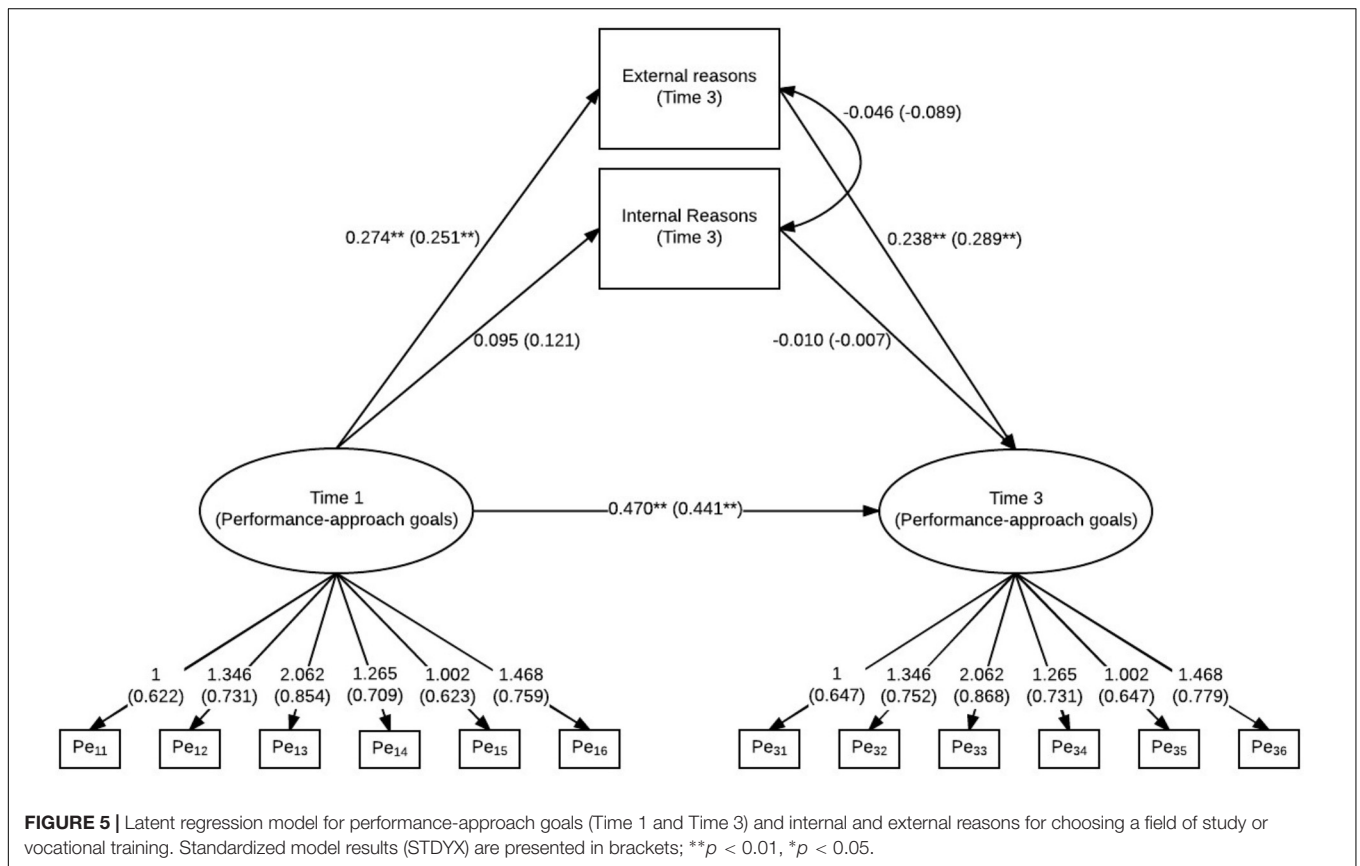 External reasons
(Time 3)
-0.046 (-0.089)
Internal Reasons
(Time 3)
0.274** (0.251**)
0.238** (0.289**)
0.095 (0.121)
-0.010 (-0.007)
Time 1
(Performance-approach goals)
0.470** (0.441**)
Time 3
(Performance-approach goals)
1 1.346 2.062 1.265 1.002 1.468
(0.622) (0.731) (0.854) (0.709) (0.623) (0.759)
Pe11 Pe12 Pe13 Pe14 Pe15 Pe16
1 1.346 2.062 1.265 1.002 1.468
(0.647) (0.752) (0.868) (0.731) (0.647) (0.779)
Pe31 Pe32 Pe33 Pe34 Pe35 Pe36
FIGURE 5 | Latent regression model for performance-approach goals (Time 1 and Time 3) and internal and external reasons for choosing a field of study or
vocational training. Standardized model results (STDYX) are presented in brackets; **p < 0.01, *p < 0.05.